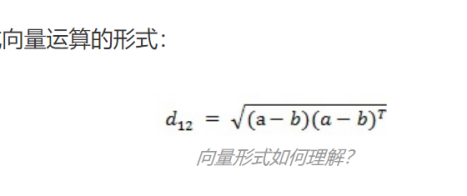 向量运算的形式：
d₁₂ = √(a − b)(a − b)ᵀ
向量形式如何理解？